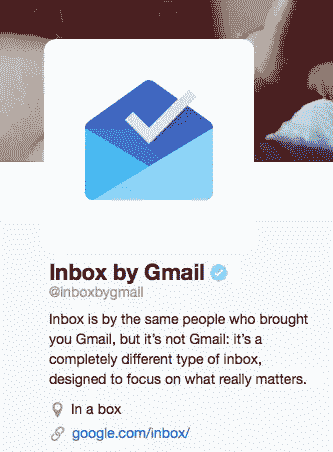 Inbox by Gmail
@inboxbygmail
Inbox is by the same people who brought
you Gmail, but it's not Gmail: it's a
completely different type of inbox,
designed to focus on what really matters.
In a box
google.com/inbox/